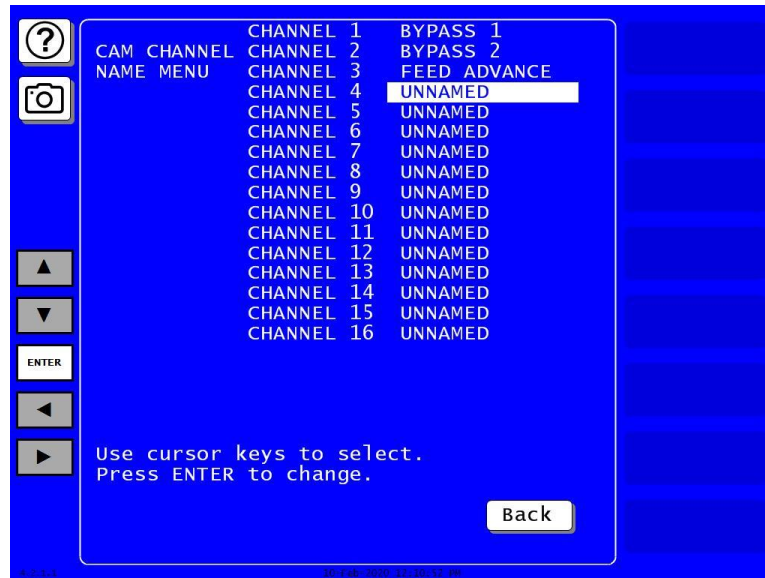 CHANNEL 1 BYPASS 1
CAM CHANNEL CHANNEL 2 BYPASS 2
NAME MENU CHANNEL 3 FEED ADVANCE
CHANNEL 4 UNNAMED
CHANNEL 5 UNNAMED
CHANNEL 6 UNNAMED
CHANNEL 7 UNNAMED
CHANNEL 8 UNNAMED
CHANNEL 9 UNNAMED
CHANNEL 10 UNNAMED
CHANNEL 11 UNNAMED
CHANNEL 12 UNNAMED
CHANNEL 13 UNNAMED
CHANNEL 14 UNNAMED
CHANNEL 15 UNNAMED
CHANNEL 16 UNNAMED
ENTER
Use cursor keys to select.
Press ENTER to change.
Back